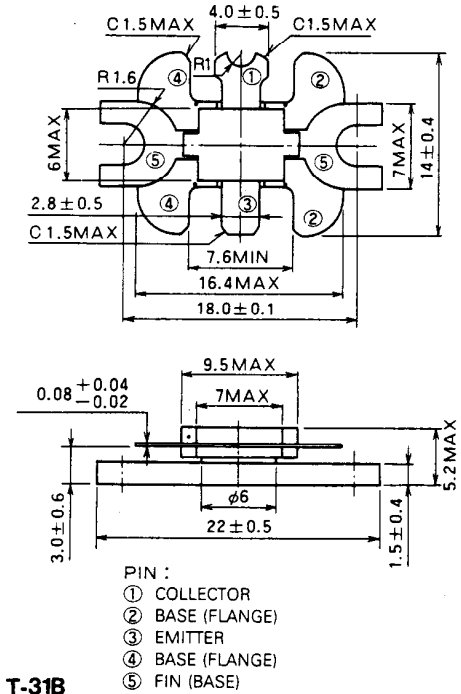 C1.5MAX
4.0±0.5
C1.5MAX
R1
④
①
②
R1.6
6MAX
⑤
⑤
7MAX
14±0.4
2.8±0.5
④
③
②
C1.5MAX
7.6MIN
16.4MAX
18.0±0.1
9.5MAX
0.08 +0.04 −0.02
7MAX
5.2MAX
3.0±0.6
φ6
22±0.5
1.5±0.4
PIN :
① COLLECTOR
② BASE (FLANGE)
③ EMITTER
④ BASE (FLANGE)
⑤ FIN (BASE)
T-31B